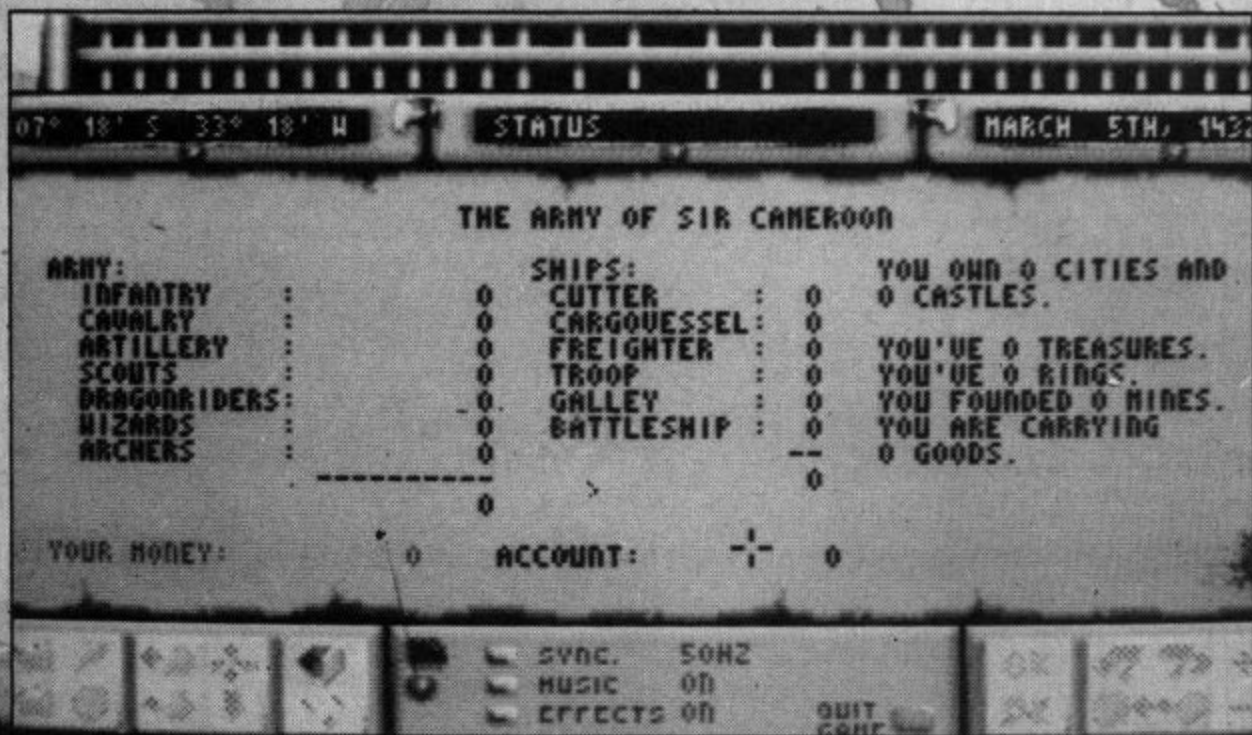 07° 18' S 33° 18' W
STATUS
MARCH 5TH, 1432
THE ARMY OF SIR CAMEROON
ARMY:
INFANTRY : 0
CAVALRY : 0
ARTILLERY : 0
SCOUTS : 0
DRAGONRIDERS: 0
WIZARDS : 0
ARCHERS : 0
----------
0
SHIPS:
CUTTER : 0
CARGOVESSEL: 0
FREIGHTER : 0
TROOP : 0
GALLEY : 0
BATTLESHIP : 0
--
0
YOU OWN 0 CITIES AND
0 CASTLES.
YOU'VE 0 TREASURES.
YOU'VE 0 RINGS.
YOU FOUNDED 0 MINES.
YOU ARE CARRYING
0 GOODS.
YOUR MONEY: 0 ACCOUNT: 0
SYNC. 50HZ
MUSIC ON
EFFECTS ON
QUIT
GAME
OK